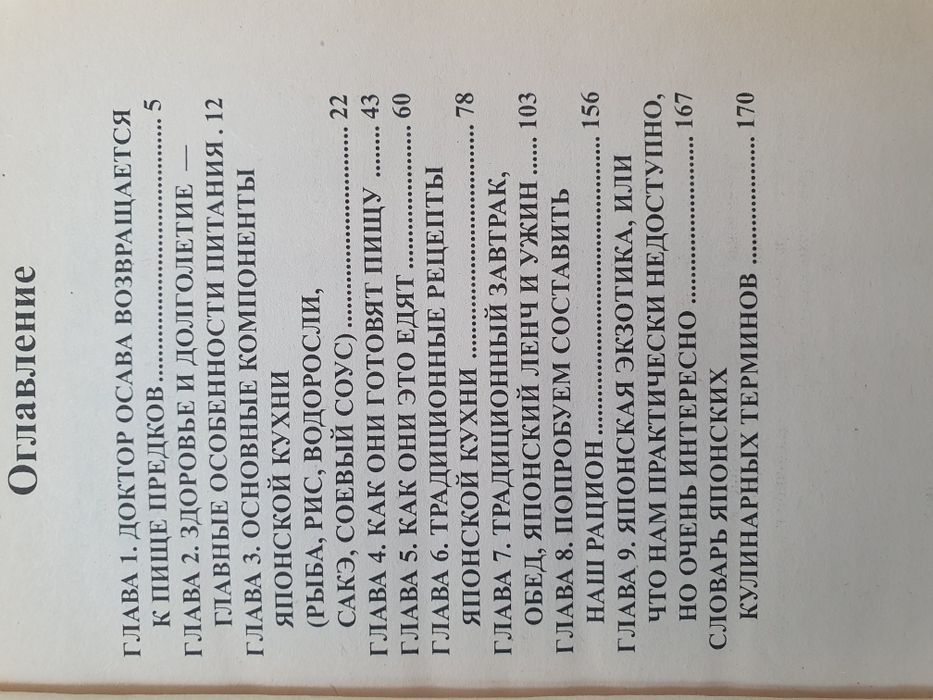 Оглавление
ГЛАВА 1. ДОКТОР ОСАВА ВОЗВРАЩАЕТСЯ
К ПИЩЕ ПРЕДКОВ........................................ 5
ГЛАВА 2. ЗДОРОВЬЕ И ДОЛГОЛЕТИЕ —
ГЛАВНЫЕ ОСОБЕННОСТИ ПИТАНИЯ . 12
ГЛАВА 3. ОСНОВНЫЕ КОМПОНЕНТЫ
ЯПОНСКОЙ КУХНИ
(РЫБА, РИС, ВОДОРОСЛИ,
САКЭ, СОЕВЫЙ СОУС) .............................. 22
ГЛАВА 4. КАК ОНИ ГОТОВЯТ ПИЩУ ........ 43
ГЛАВА 5. КАК ОНИ ЭТО ЕДЯТ ..................... 60
ГЛАВА 6. ТРАДИЦИОННЫЕ РЕЦЕПТЫ
ЯПОНСКОЙ КУХНИ ................................... 78
ГЛАВА 7. ТРАДИЦИОННЫЙ ЗАВТРАК,
ОБЕД, ЯПОНСКИЙ ЛЕНЧ И УЖИН ...... 103
ГЛАВА 8. ПОПРОБУЕМ СОСТАВИТЬ
НАШ РАЦИОН............................................. 156
ГЛАВА 9. ЯПОНСКАЯ ЭКЗОТИКА, ИЛИ
ЧТО НАМ ПРАКТИЧЕСКИ НЕДОСТУПНО,
НО ОЧЕНЬ ИНТЕРЕСНО ......................... 167
СЛОВАРЬ ЯПОНСКИХ
КУЛИНАРНЫХ ТЕРМИНОВ ................... 170